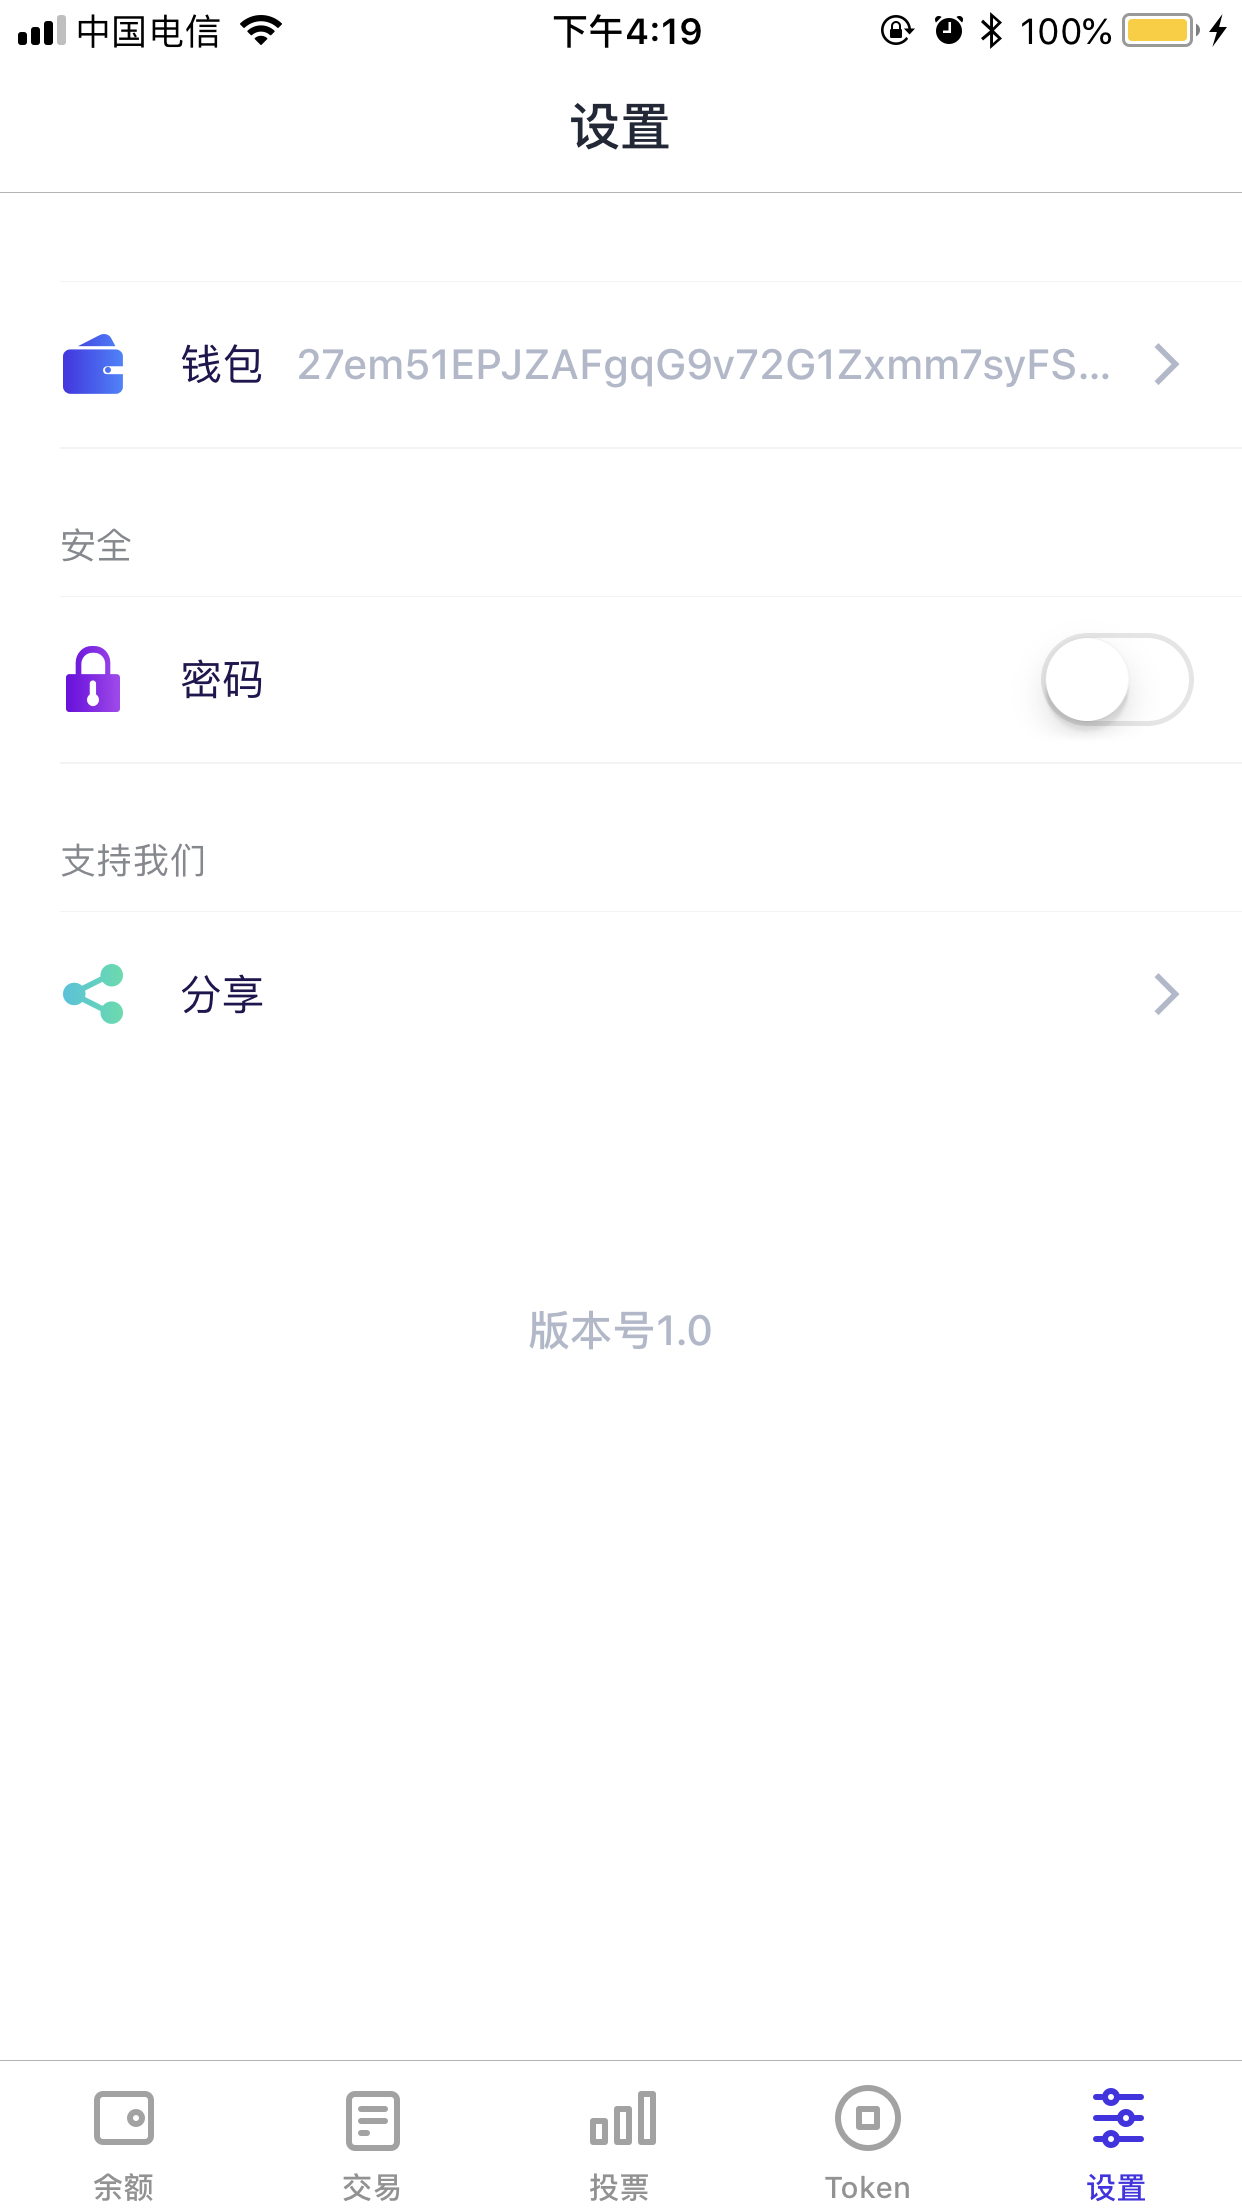 中国电信 下午4:19 100%
设置
钱包 27em51EPJZAFgqG9v72G1Zxmm7syFS...
安全
密码
支持我们
分享
版本号1.0
余额 交易 投票 Token 设置